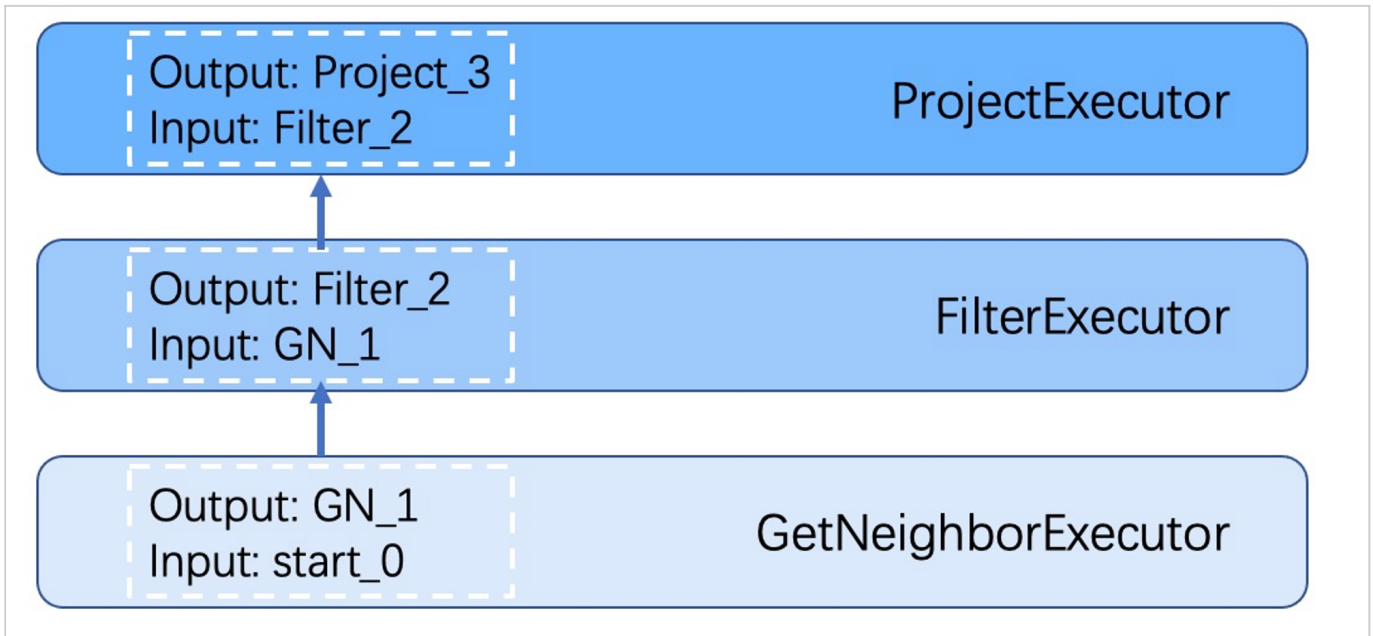 Output: Project_3
Input: Filter_2
ProjectExecutor
Output: Filter_2
Input: GN_1
FilterExecutor
Output: GN_1
Input: start_0
GetNeighborExecutor